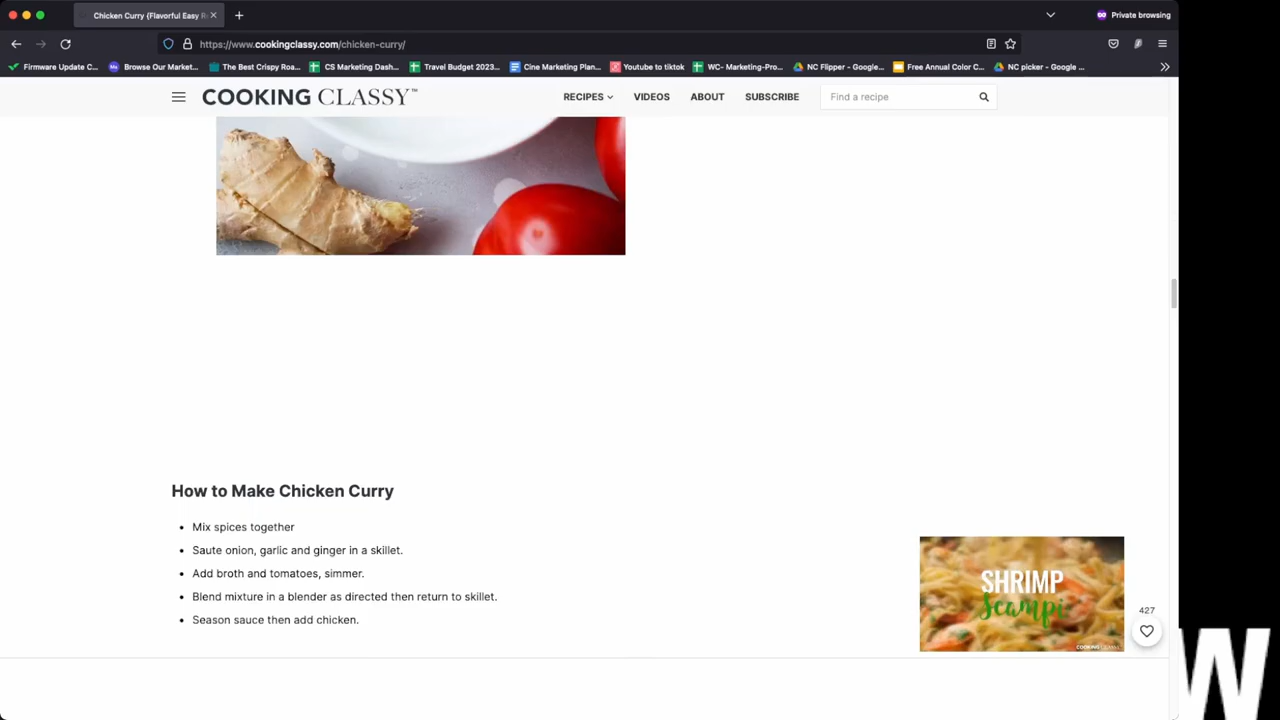 Chicken Curry {Flavorful Easy R
Private browsing
https://www.cookingclassy.com/chicken-curry/
Firmware Update C...
Browse Our Market...
The Best Crispy Roa...
CS Marketing Dash...
Travel Budget 2023...
Cine Marketing Plan...
Youtube to tiktok
WC- Marketing-Pro...
NC Flipper - Google...
Free Annual Color C...
NC picker - Google ...
COOKING CLASSY™
RECIPES
VIDEOS
ABOUT
SUBSCRIBE
Find a recipe
How to Make Chicken Curry
• Mix spices together
• Saute onion, garlic and ginger in a skillet.
• Add broth and tomatoes, simmer.
• Blend mixture in a blender as directed then return to skillet.
• Season sauce then add chicken.
SHRIMP
Scampi
COOKING CLASSY
427
W